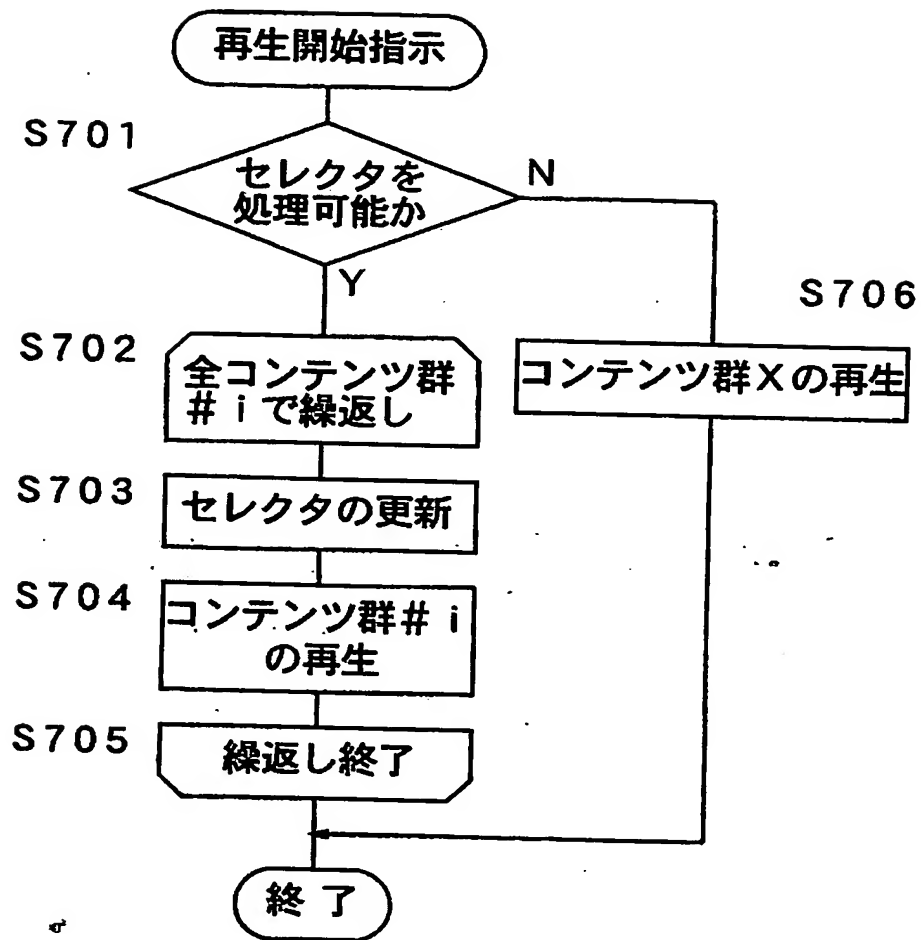 再生開始指示
S701
セレクタを
処理可能か
N
Y
S706
S702
全コンテンツ群
#iで繰返し
コンテンツ群Xの再生
S703
セレクタの更新
S704
コンテンツ群#i
の再生
S705
繰返し終了
終了